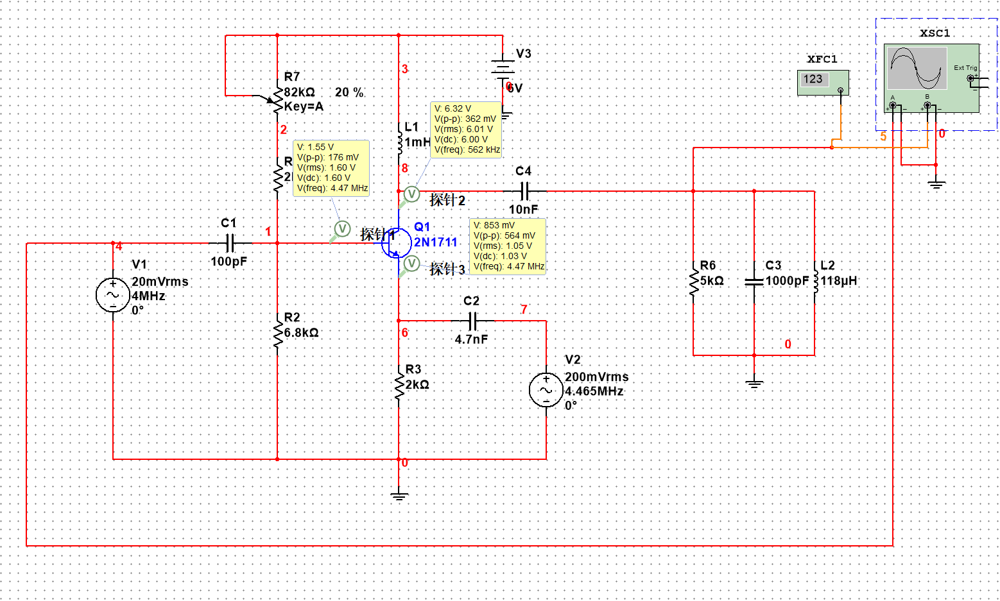 XSC1
XFC1
123
Ext Trig
+
−
A
B
+
−
+
−
V3
6V
0
3
R7
82kΩ
20 %
Key=A
2
V: 6.32 V
V(p-p): 362 mV
V(rms): 6.01 V
V(dc): 6.00 V
V(freq): 562 kHz
L1
1mH
V: 1.55 V
V(p-p): 176 mV
V(rms): 1.60 V
V(dc): 1.60 V
V(freq): 4.47 MHz
R
2
5
0
8
C4
10nF
V
探针2
V
探针1
Q1
2N1711
V: 853 mV
V(p-p): 564 mV
V(rms): 1.05 V
V(dc): 1.03 V
V(freq): 4.47 MHz
V
探针3
C1
100pF
1
4
V1
20mVrms
4MHz
0°
R6
5kΩ
C3
1000pF
L2
118µH
0
R2
6.8kΩ
C2
4.7nF
7
6
R3
2kΩ
V2
200mVrms
4.465MHz
0°
0